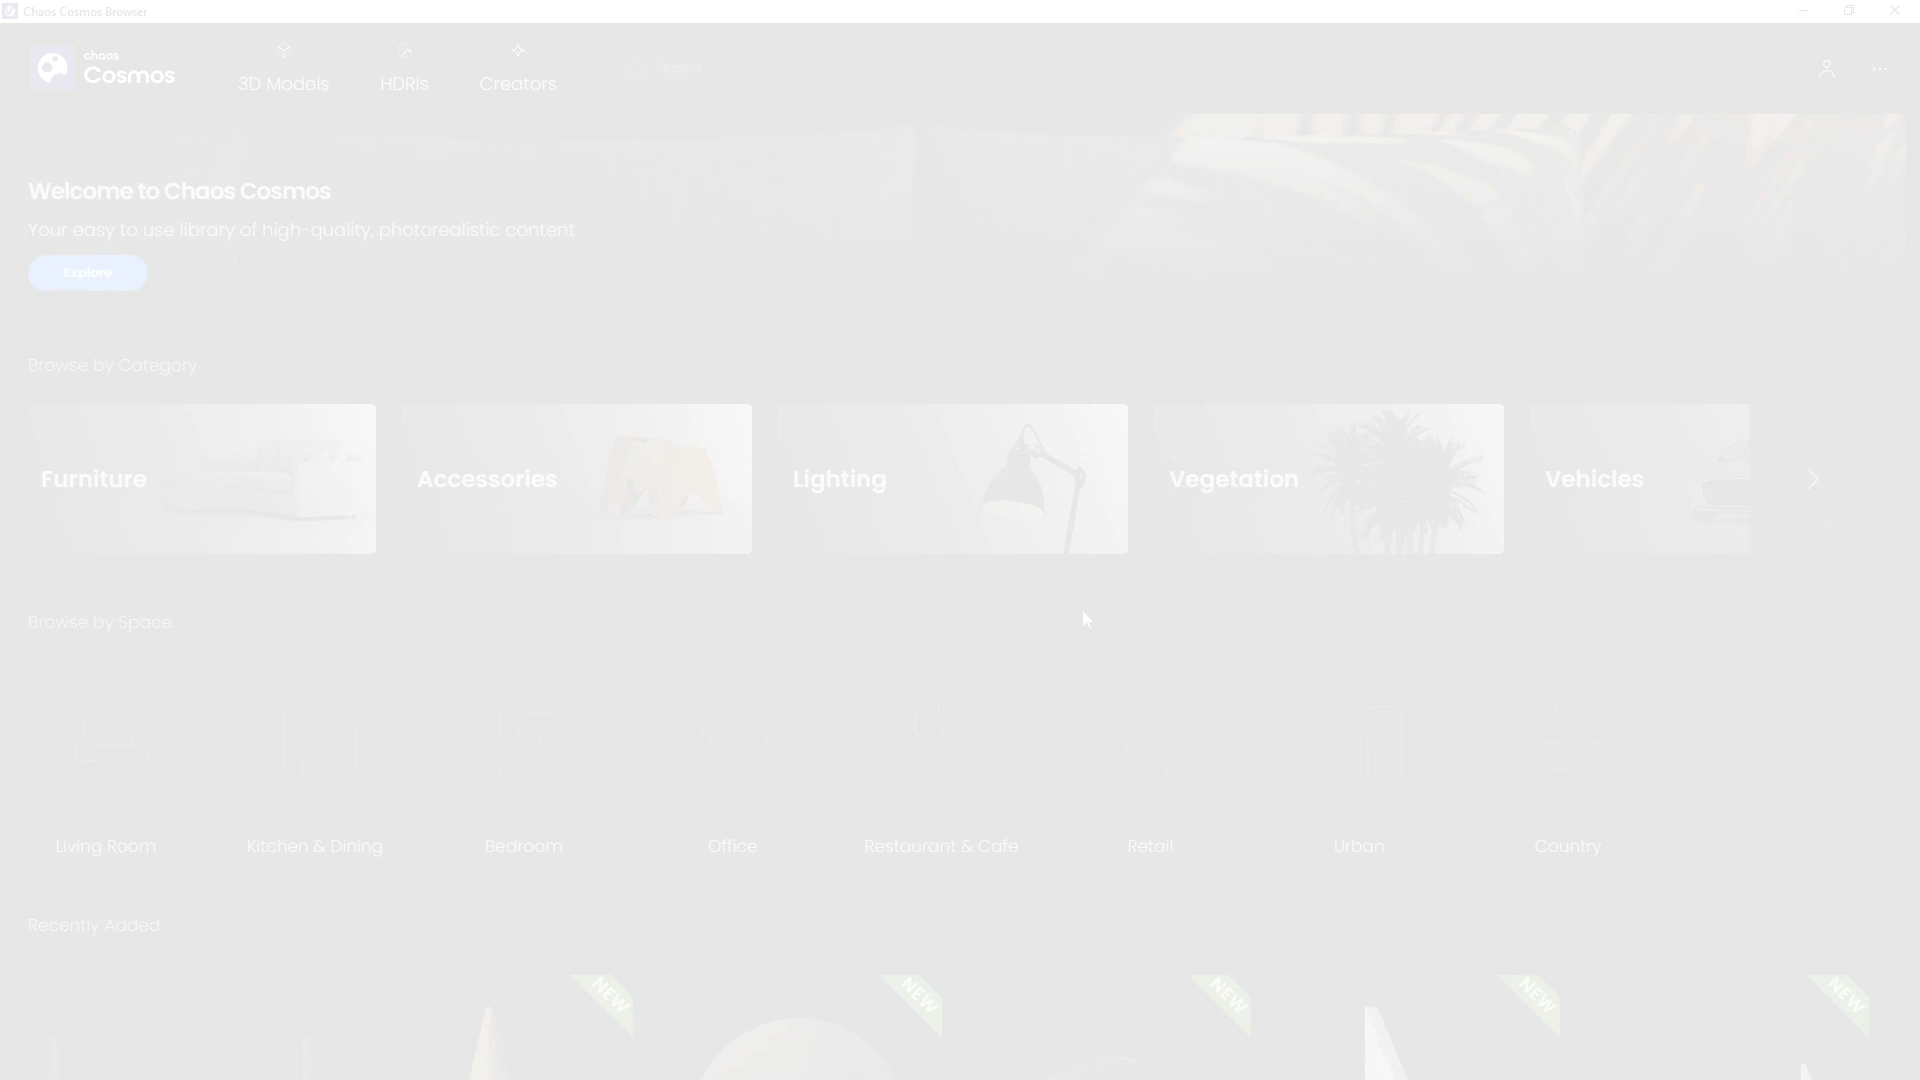 Chaos Cosmos Browser
chaos
Cosmos
3D Models
HDRIs
Creators
Search
Welcome to Chaos Cosmos
Your easy to use library of high-quality, photorealistic content
Explore
Browse by Category
Furniture
Accessories
Lighting
Vegetation
Vehicles
Browse by Space
Living Room
Kitchen & Dining
Bedroom
Office
Restaurant & Cafe
Retail
Urban
Country
Recently Added
NEW
NEW
NEW
NEW
NEW